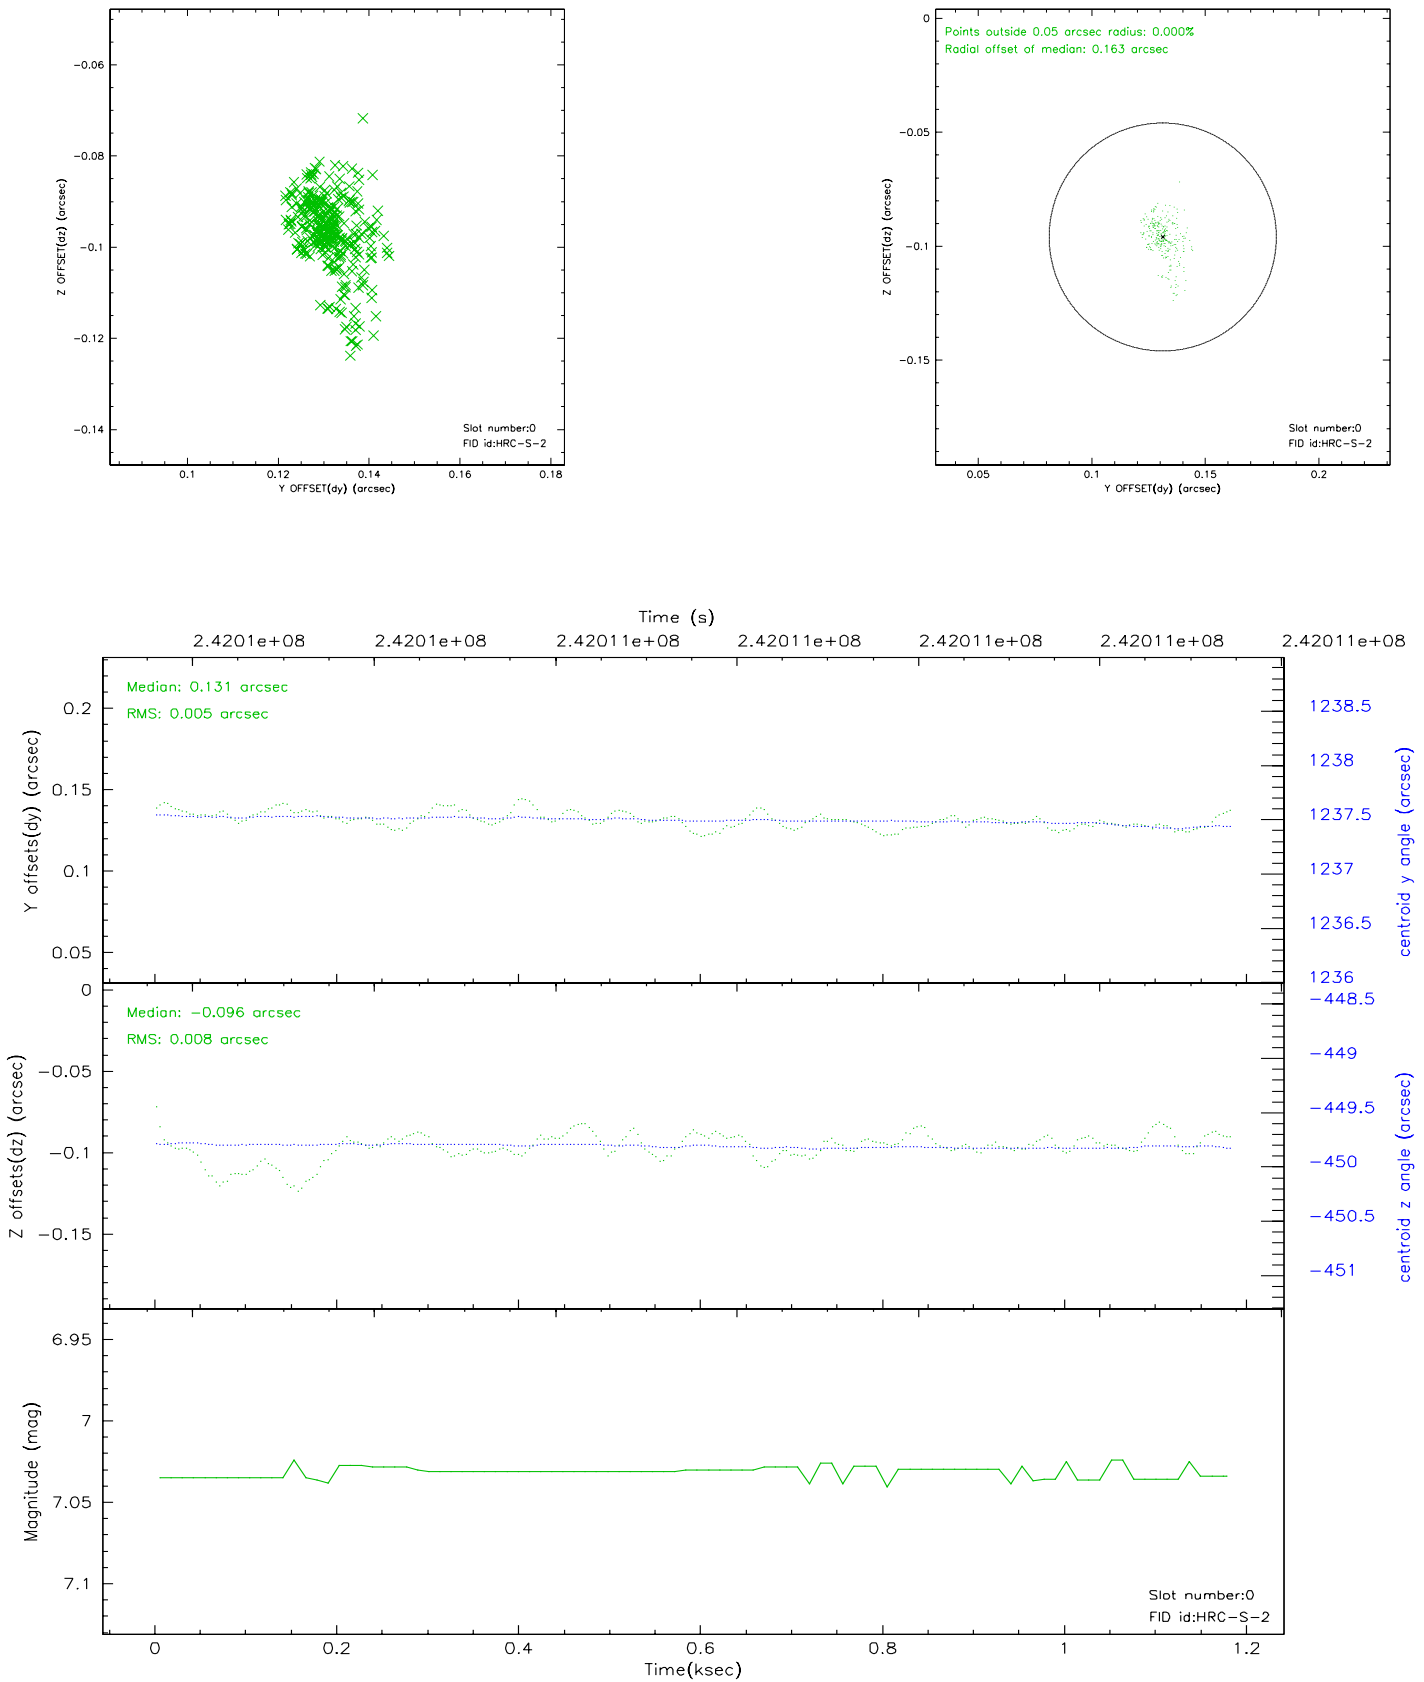 -0.06
-0.08
-0.1
-0.12
-0.14
Z OFFSET(dz) (arcsec)
Slot number:0
FID id:HRC-S-2
0.1 0.12 0.14 0.16 0.18
Y OFFSET(dy) (arcsec)
Points outside 0.05 arcsec radius: 0.000%
Radial offset of median: 0.163 arcsec
0
-0.05
-0.1
-0.15
Z OFFSET(dz) (arcsec)
Slot number:0
FID id:HRC-S-2
0.05 0.1 0.15 0.2
Y OFFSET(dy) (arcsec)
Time (s)
2.4201e+08 2.4201e+08 2.42011e+08 2.42011e+08 2.42011e+08 2.42011e+08 2.42011e+08
Median: 0.131 arcsec
RMS: 0.005 arcsec
0.2
0.15
0.1
0.05
Y offsets(dy) (arcsec)
1238.5
1238
1237.5
1237
1236.5
1236
centroid y angle (arcsec)
Median: -0.096 arcsec
RMS: 0.008 arcsec
0
-0.05
-0.1
-0.15
Z offsets(dz) (arcsec)
-448.5
-449
-449.5
-450
-450.5
-451
centroid z angle (arcsec)
6.95
7
7.05
7.1
Magnitude (mag)
Slot number:0
FID id:HRC-S-2
0 0.2 0.4 0.6 0.8 1 1.2
Time(ksec)